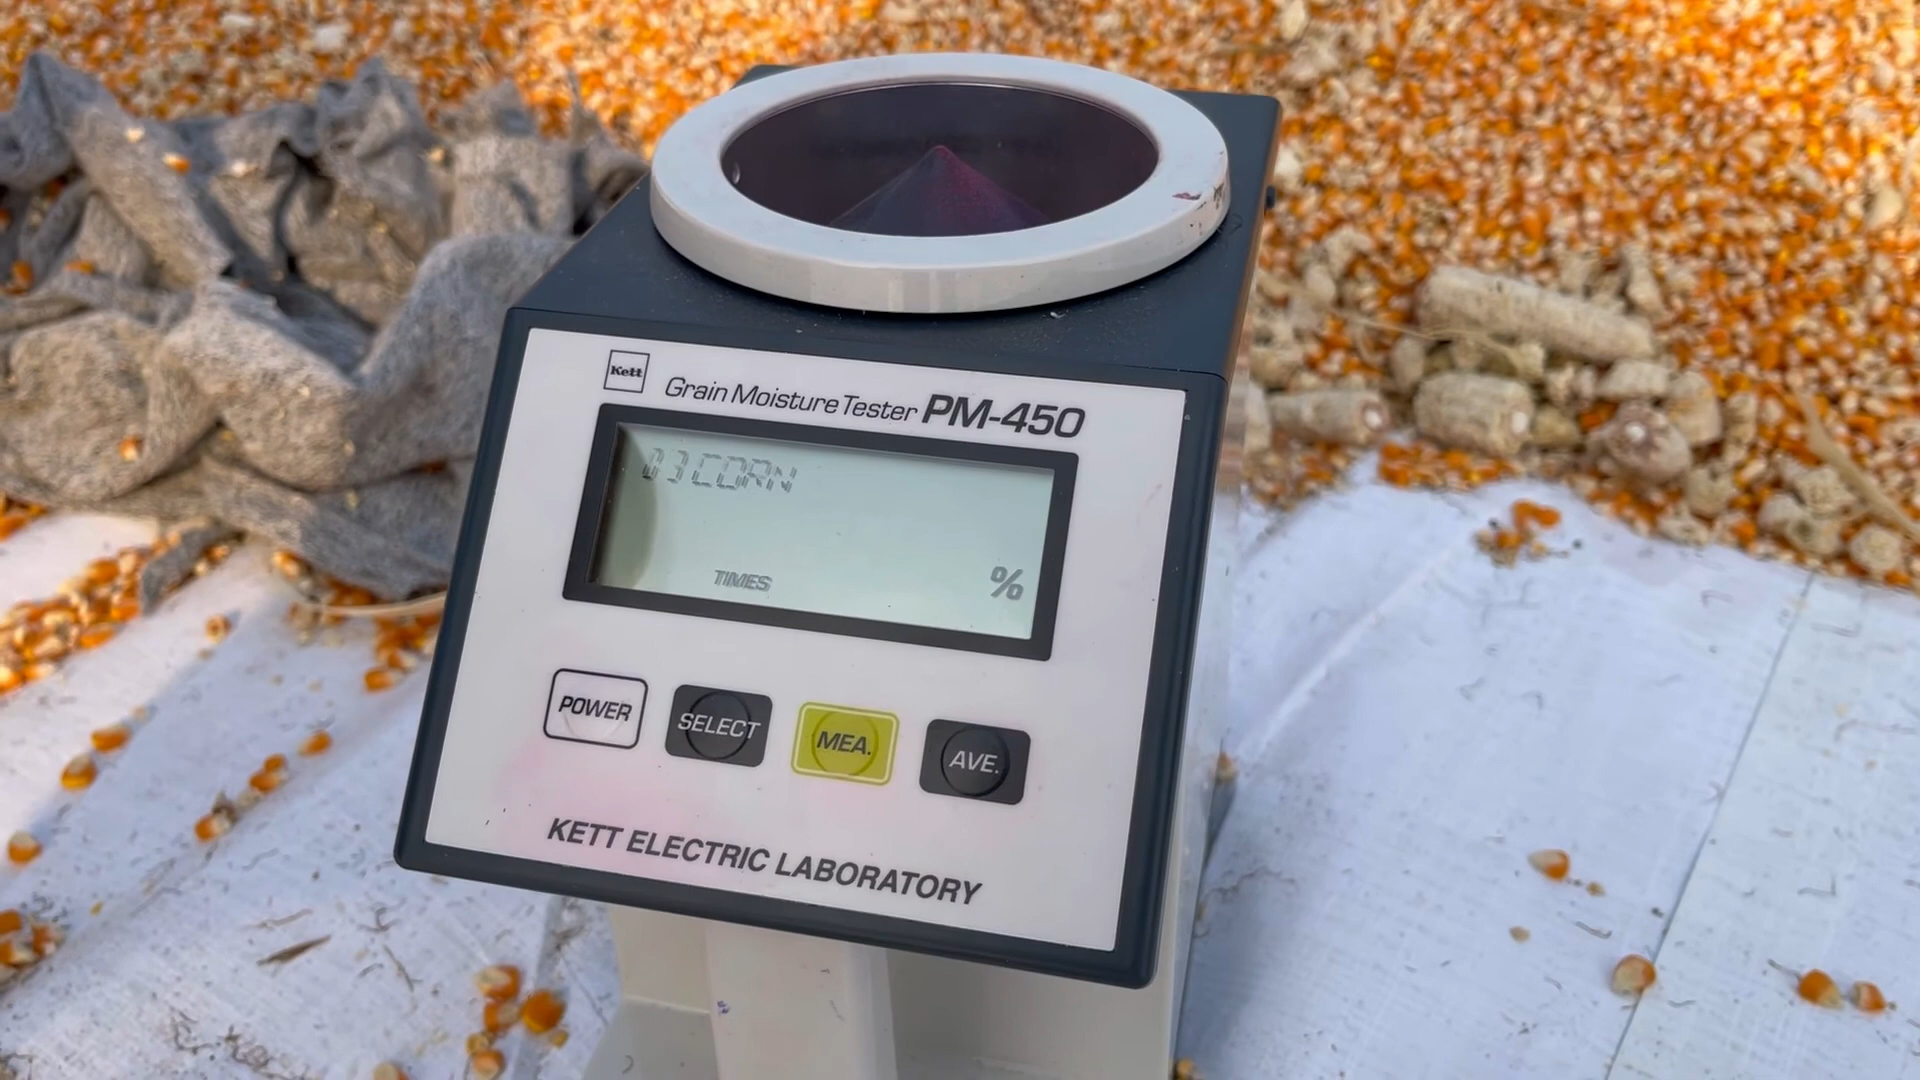 Kett
Grain Moisture Tester PM-450
03CORN
TIMES %
POWER SELECT MEA. AVE.
KETT ELECTRIC LABORATORY